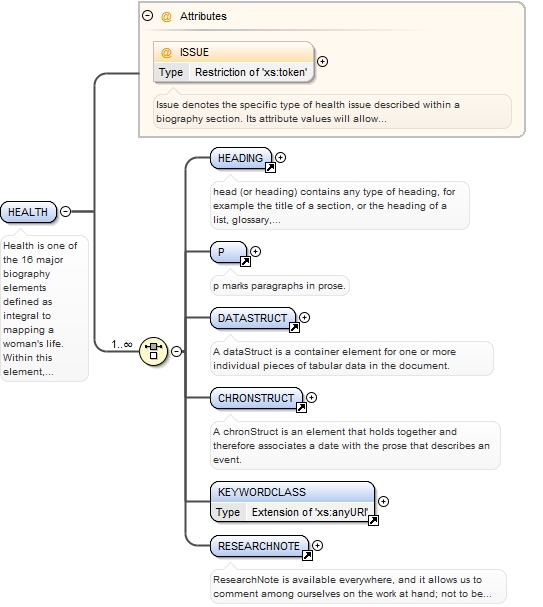 Attributes
ISSUE
Type Restriction of 'xs:token'
Issue denotes the specific type of health issue described within a
biography section. Its attribute values will allow...
HEADING
head (or heading) contains any type of heading, for
example the title of a section, or the heading of a
list, glossary,...
HEALTH
Health is one of
the 16 major
biography
elements
defined as
integral to
mapping a
woman's life.
Within this
element,...
P
p marks paragraphs in prose.
DATASTRUCT
A dataStruct is a container element for one or more
individual pieces of tabular data in the document.
1..∞
CHRONSTRUCT
A chronStruct is an element that holds together and
therefore associates a date with the prose that describes an
event.
KEYWORDCLASS
Type Extension of 'xs:anyURI'
RESEARCHNOTE
ResearchNote is available everywhere, and it allows us to
comment among ourselves on the work at hand; not to be...